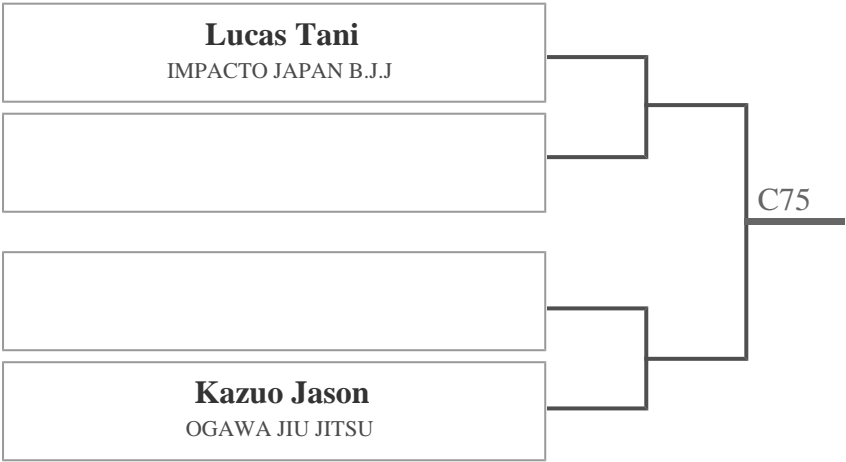 Lucas Tani
IMPACTO JAPAN B.J.J
C75
Kazuo Jason
OGAWA JIU JITSU